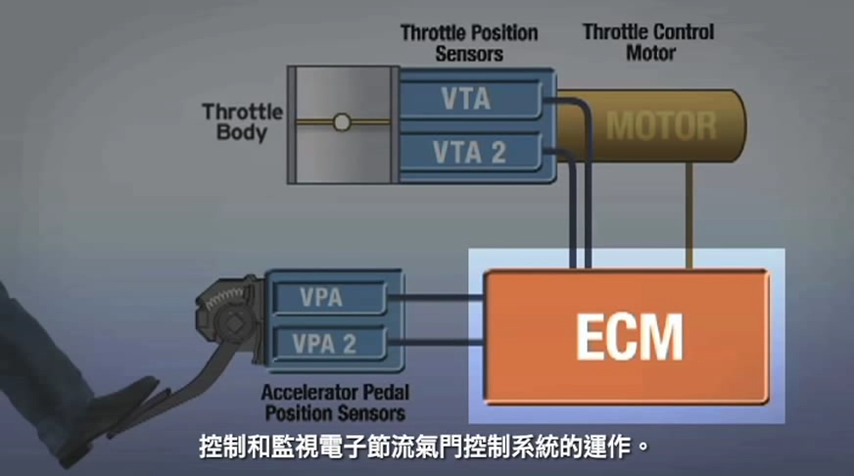 Throttle Position
Sensors
Throttle Control
Motor
Throttle
Body
VTA
VTA 2
MOTOR
VPA
VPA 2
ECM
Accelerator Pedal
Position Sensors
控制和監視電子節流氣門控制系統的運作。